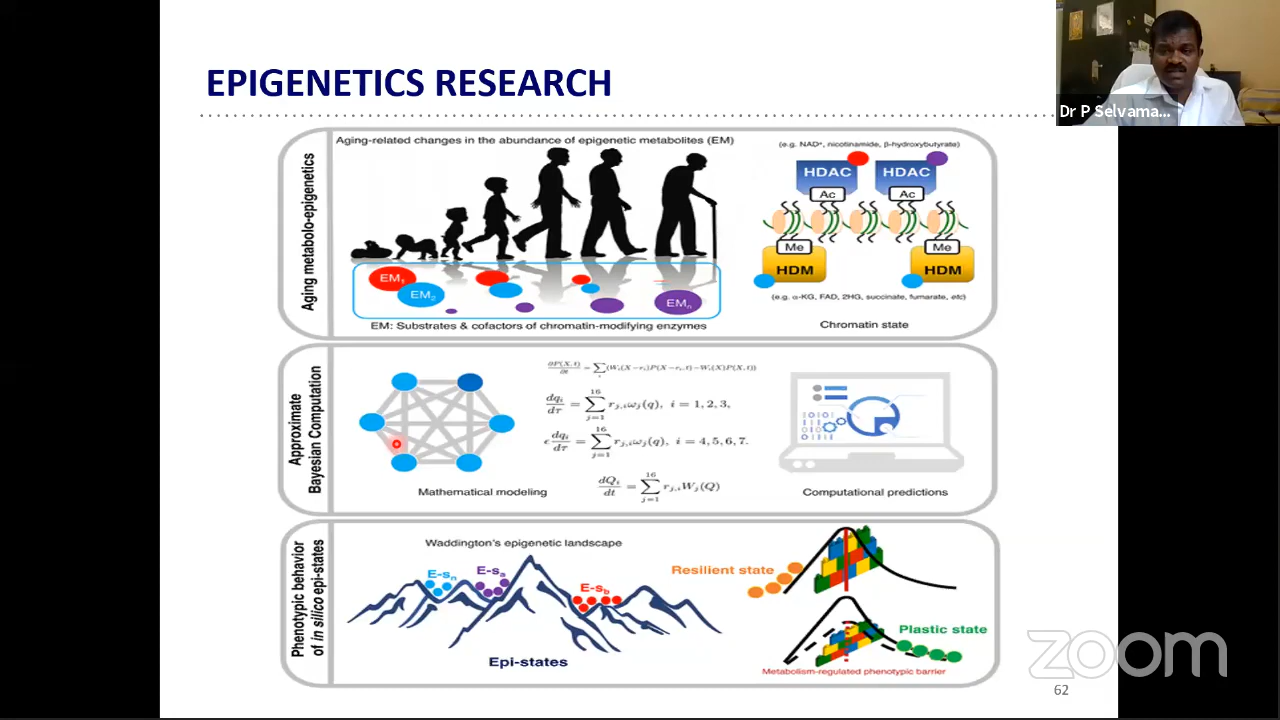 EPIGENETICS RESEARCH
Dr P Selvama...
Aging metabolo-epigenetics
Aging-related changes in the abundance of epigenetic metabolites (EM)
EM₁
EM₂
EMₙ
EM: Substrates & cofactors of chromatin-modifying enzymes
(e.g. NAD⁺, nicotinamide, β-hydroxybutyrate)
HDAC HDAC
Ac Ac
Me Me
HDM HDM
(e.g. α-KG, FAD, 2HG, succinate, fumarate, etc)
Chromatin state
Approximate
Bayesian Computation
Mathematical modeling
∂P(X, t)/∂t = ∑ᵢ (Wᵢ(X−rᵢ)P(X−rᵢ, t)−Wᵢ(X)P(X, t))
dqᵢ/dτ = ∑_{j=1}^{16} r_{j,i}ω_j(q), i = 1, 2, 3,
ϵ dqᵢ/dτ = ∑_{j=1}^{16} r_{j,i}ω_j(q), i = 4, 5, 6, 7.
dQᵢ/dt = ∑_{j=1}^{16} r_{j,i}W_j(Q)
Computational predictions
Phenotypic behavior
of in silico epi-states
Waddington's epigenetic landscape
E-sₙ
E-sₐ
E-s_b
Epi-states
Resilient state
Plastic state
Metabolism-regulated phenotypic barrier
zoom
62